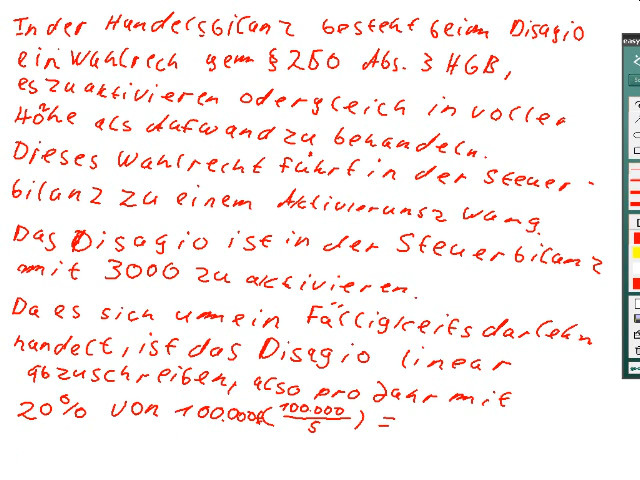 In der Handelsbilanz besteht beim Disagio
ein Wahlrech gem § 250 Abs. 3 HGB,
es zu aktivieren oder gleich in voller
Höhe als Aufwand zu behandeln.
Dieses Wahlrecht führt in der Steuer-
bilanz zu einem Aktivierunszwang.
Das Disagio ist in der Steuerbilanz
mit 3000 zu aktivieren.
Da es sich um ein Fälligkeitsdarlehn
handelt, ist das Disagio linear
abzuschreiben, also pro Jahr mit
20% von 100.000€ (100.000/5) =
easy